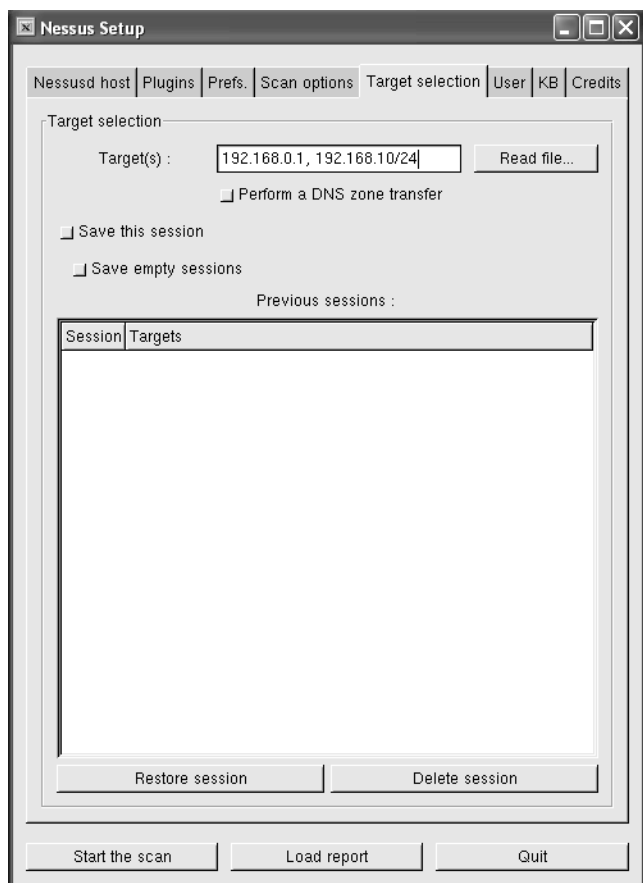 Nessus Setup
Nessusd host Plugins Prefs. Scan options Target selection User KB Credits
Target selection
Target(s) : 192.168.0.1, 192.168.10/24 Read file...
Perform a DNS zone transfer
Save this session
Save empty sessions
Previous sessions :
Session Targets
Restore session Delete session
Start the scan Load report Quit